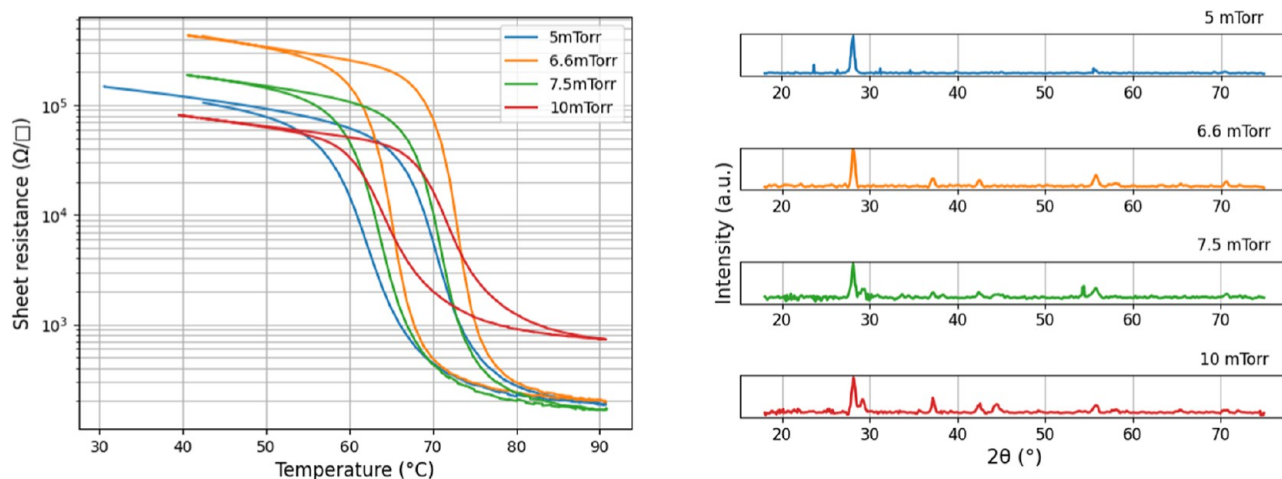 Sheet resistance (Ω/□)
10⁵
10⁴
10³
5mTorr
6.6mTorr
7.5mTorr
10mTorr
30 40 50 60 70 80 90
Temperature (°C)
Intensity (a.u.)
5 mTorr
20 30 40 50 60 70
6.6 mTorr
20 30 40 50 60 70
7.5 mTorr
20 30 40 50 60 70
10 mTorr
20 30 40 50 60 70
2θ (°)